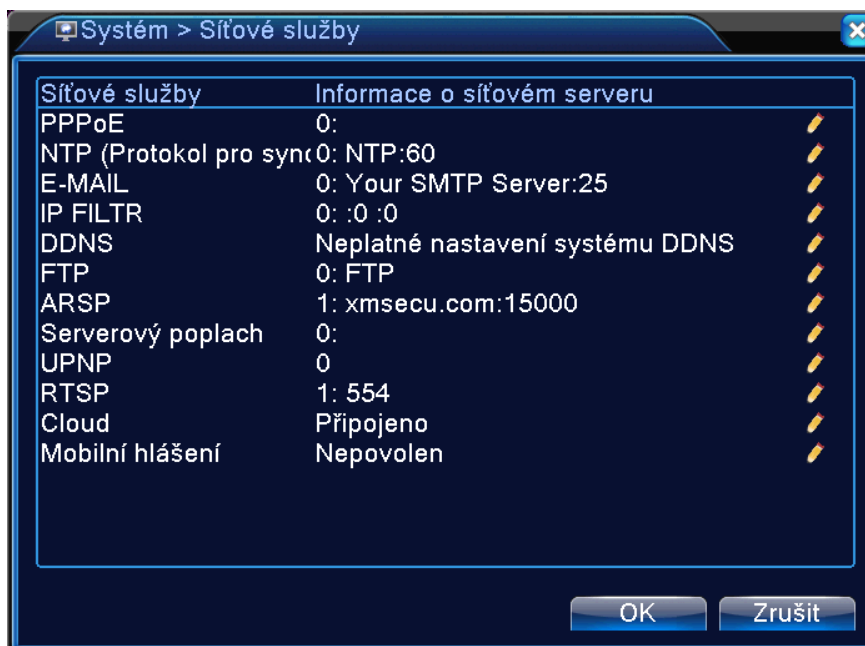 Systém > Síťové služby
Síťové služby Informace o síťovém serveru
PPPoE 0:
NTP (Protokol pro sync 0: NTP:60
E-MAIL 0: Your SMTP Server:25
IP FILTR 0: :0 :0
DDNS Neplatné nastavení systému DDNS
FTP 0: FTP
ARSP 1: xmsecu.com:15000
Serverový poplach 0:
UPNP 0
RTSP 1: 554
Cloud Připojeno
Mobilní hlášení Nepovolen
OK Zrušit